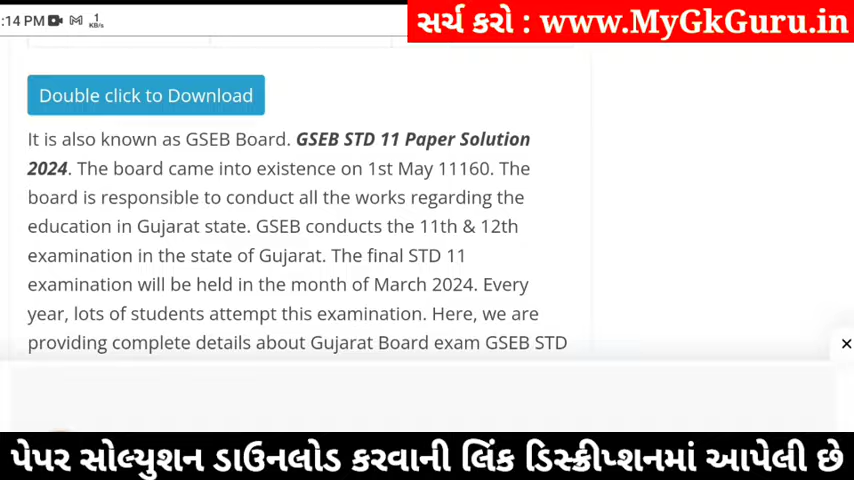 :14 PM
1
KB/s
સર્ચ કરો : www.MyGkGuru.in
Double click to Download
It is also known as GSEB Board. GSEB STD 11 Paper Solution
2024. The board came into existence on 1st May 11160. The
board is responsible to conduct all the works regarding the
education in Gujarat state. GSEB conducts the 11th & 12th
examination in the state of Gujarat. The final STD 11
examination will be held in the month of March 2024. Every
year, lots of students attempt this examination. Here, we are
providing complete details about Gujarat Board exam GSEB STD
પેપર સોલ્યુશન ડાઉનલોડ કરવાની લિંક ડિસ્ક્રીપ્શનમાં આપેલી છે